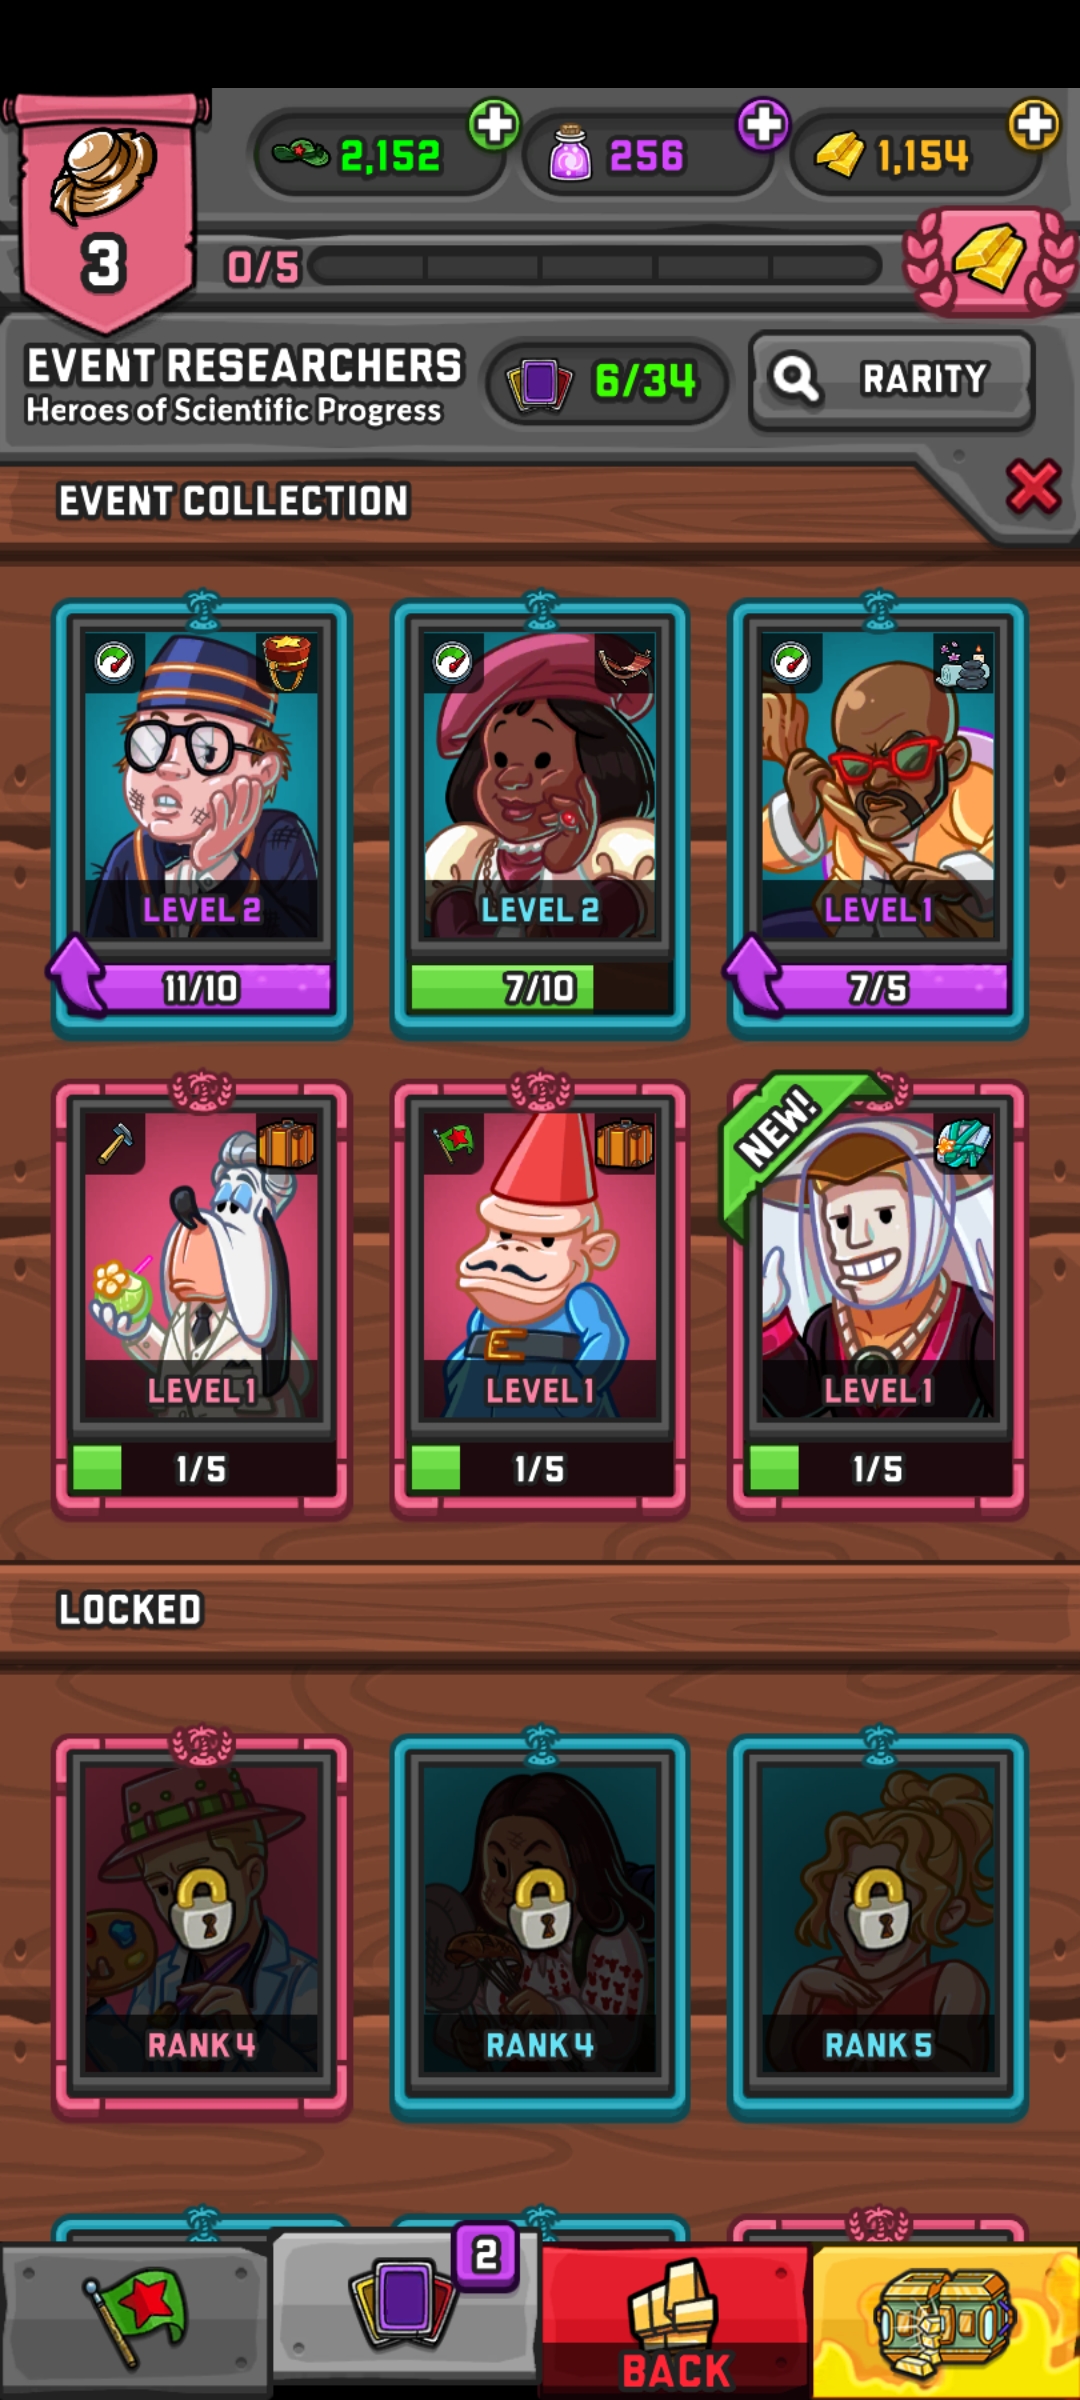 2,152
256
1,154
3
0/5
EVENT RESEARCHERS
Heroes of Scientific Progress
6/34
RARITY
EVENT COLLECTION
LEVEL 2
LEVEL 2
LEVEL 1
11/10
7/10
7/5
NEW!
LEVEL 1
LEVEL 1
LEVEL 1
1/5
1/5
1/5
LOCKED
RANK 4
RANK 4
RANK 5
2
BACK